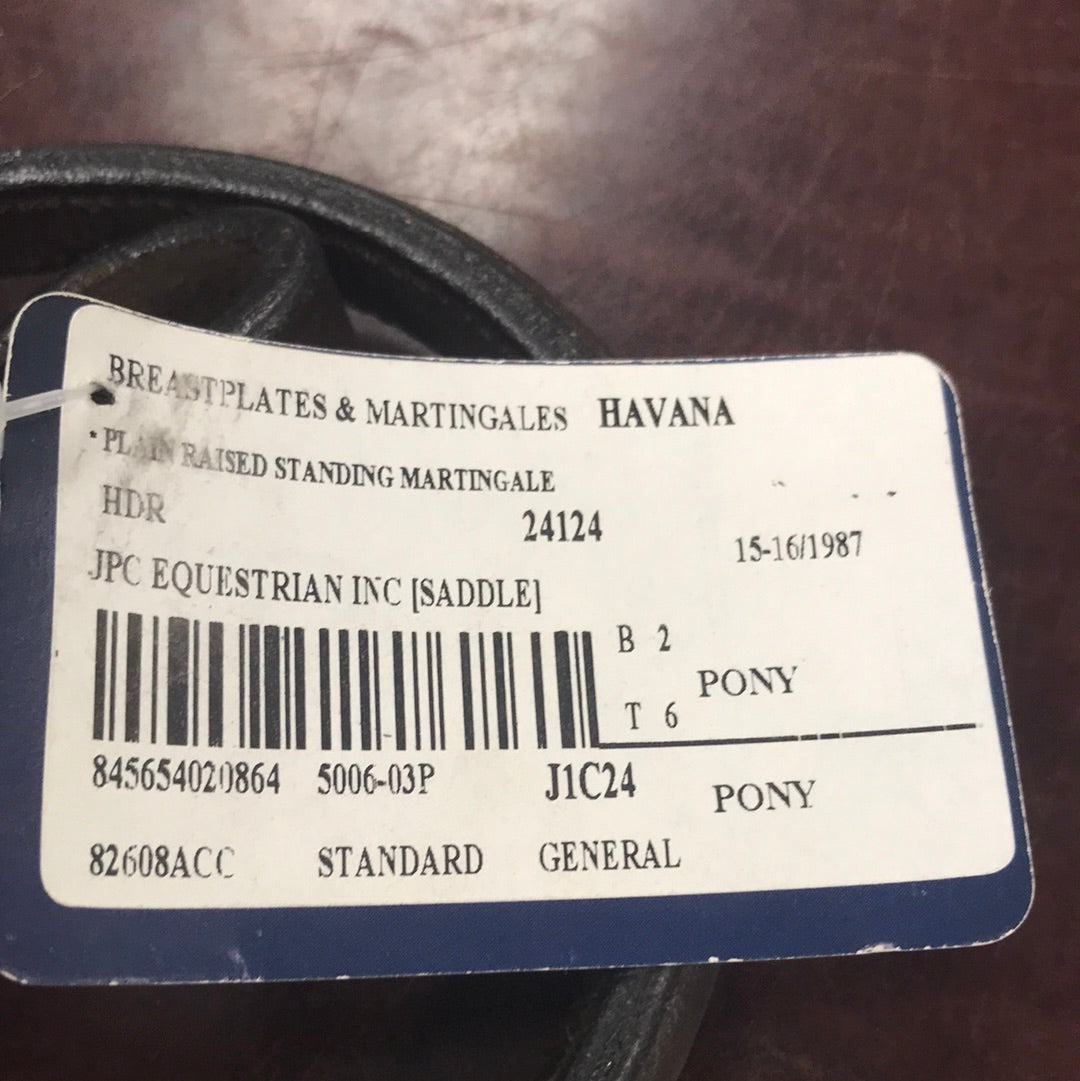 BREASTPLATES & MARTINGALES HAVANA
*PLAIN RAISED STANDING MARTINGALE
HDR 24124 15-16/1987
JPC EQUESTRIAN INC [SADDLE]
B 2
PONY
T 6
845654020864 5006-03P J1C24 PONY
82608ACC STANDARD GENERAL